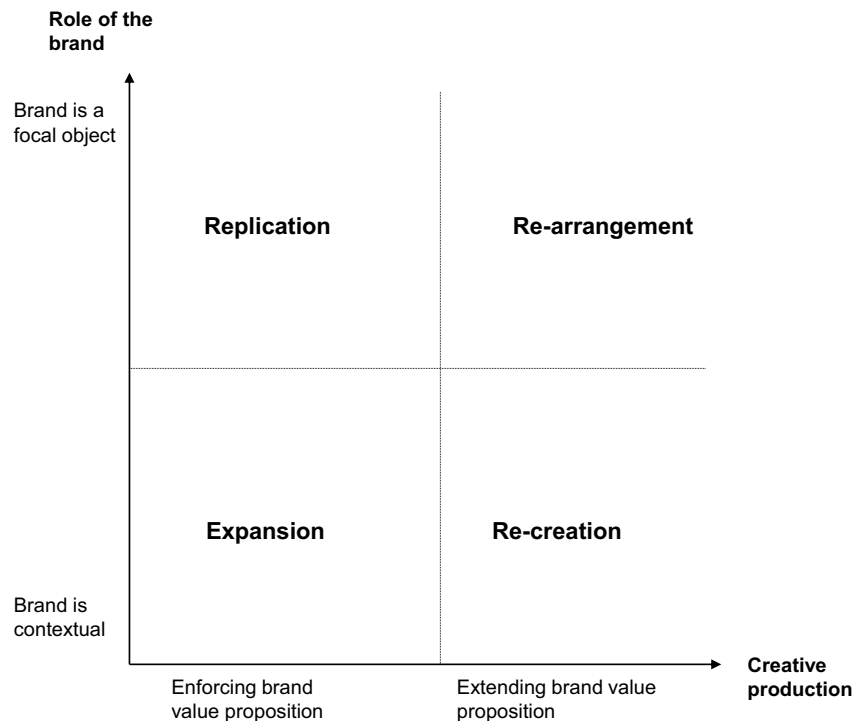 Role of the
brand
Brand is a
focal object
Replication
Re-arrangement
Expansion
Re-creation
Brand is
contextual
Enforcing brand
value proposition
Extending brand value
proposition
Creative
production